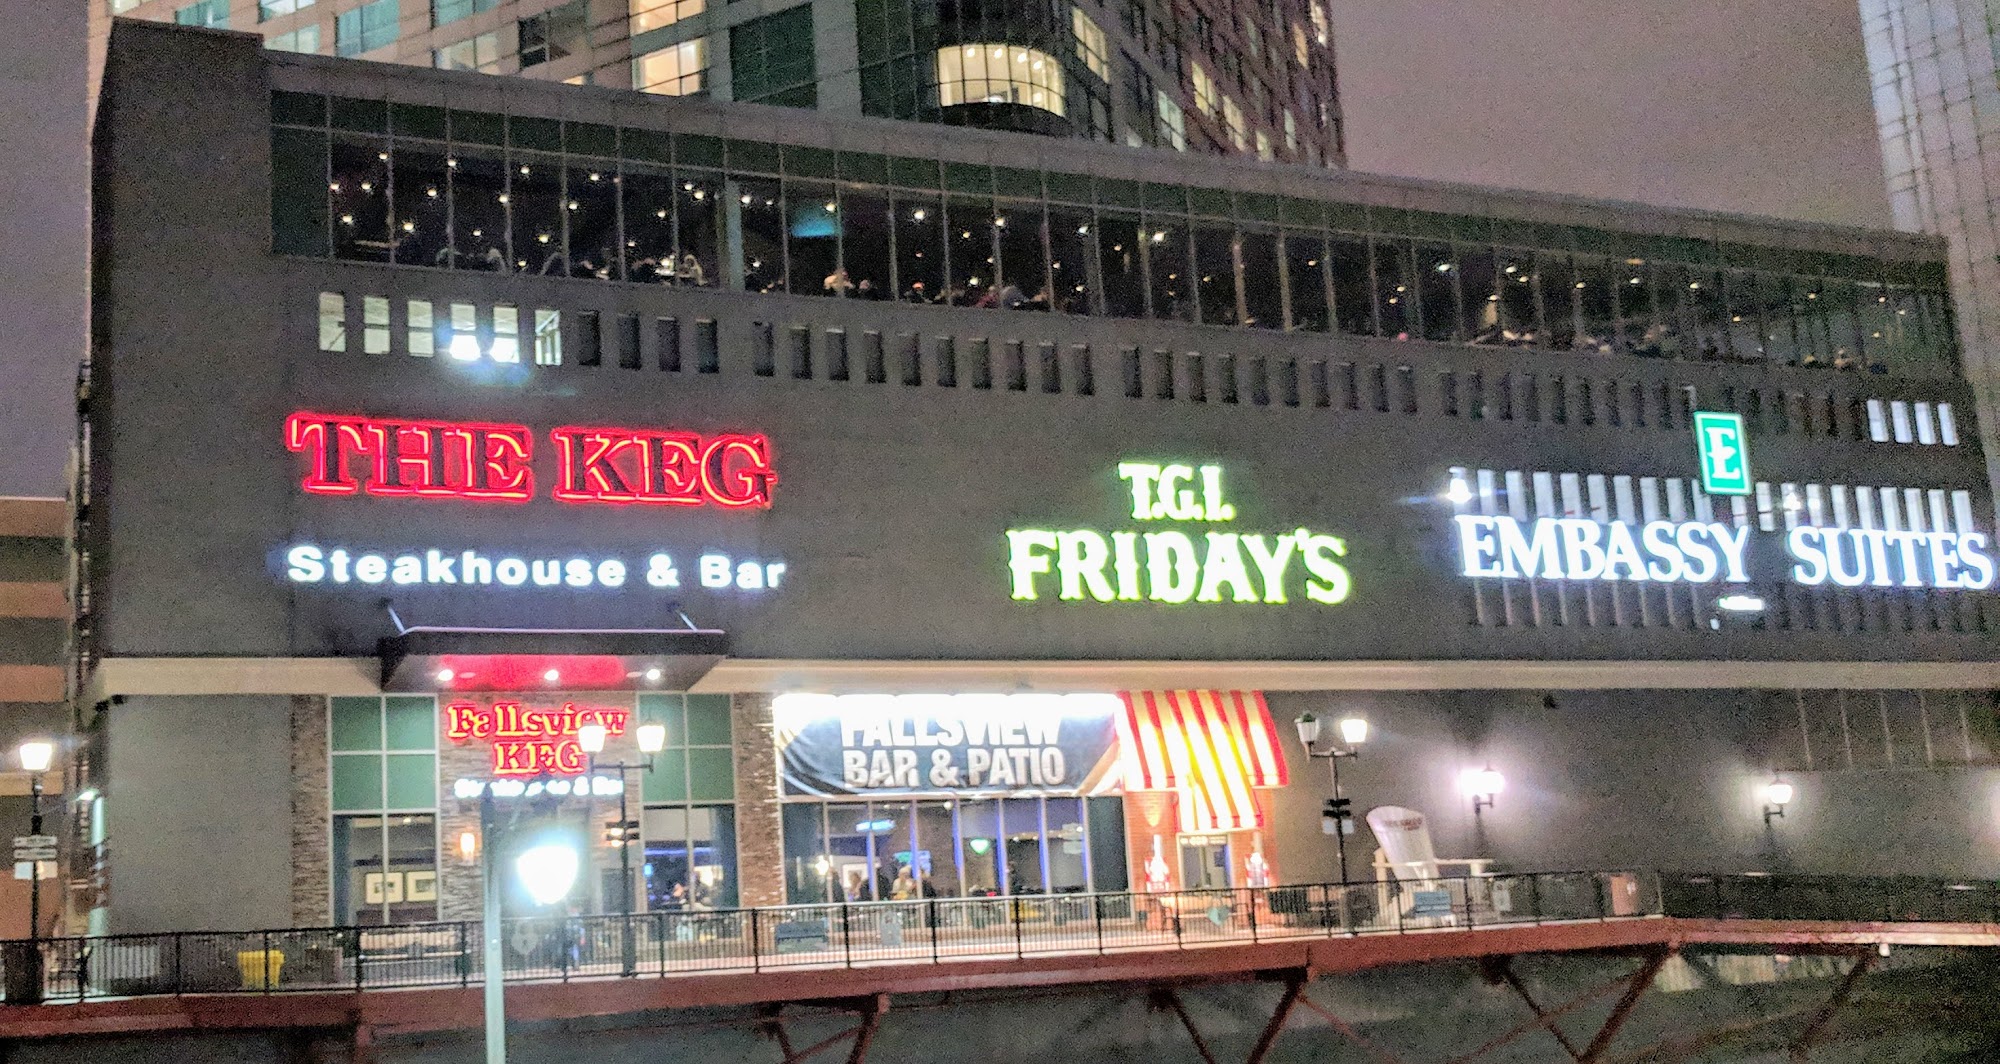 THE KEG
Steakhouse & Bar
T.G.I.
FRIDAY'S
E
EMBASSY SUITES
Fallsview
KEG
FALLSVIEW
BAR & PATIO